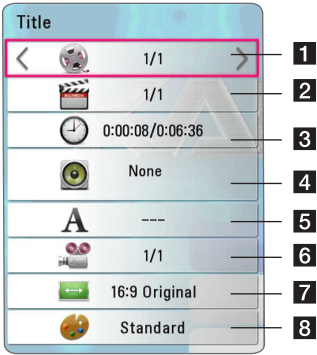 Title
1/1 1
1/1 2
0:00:08/0:06:36 3
None 4
A --- 5
1/1 6
16:9 Original 7
Standard 8